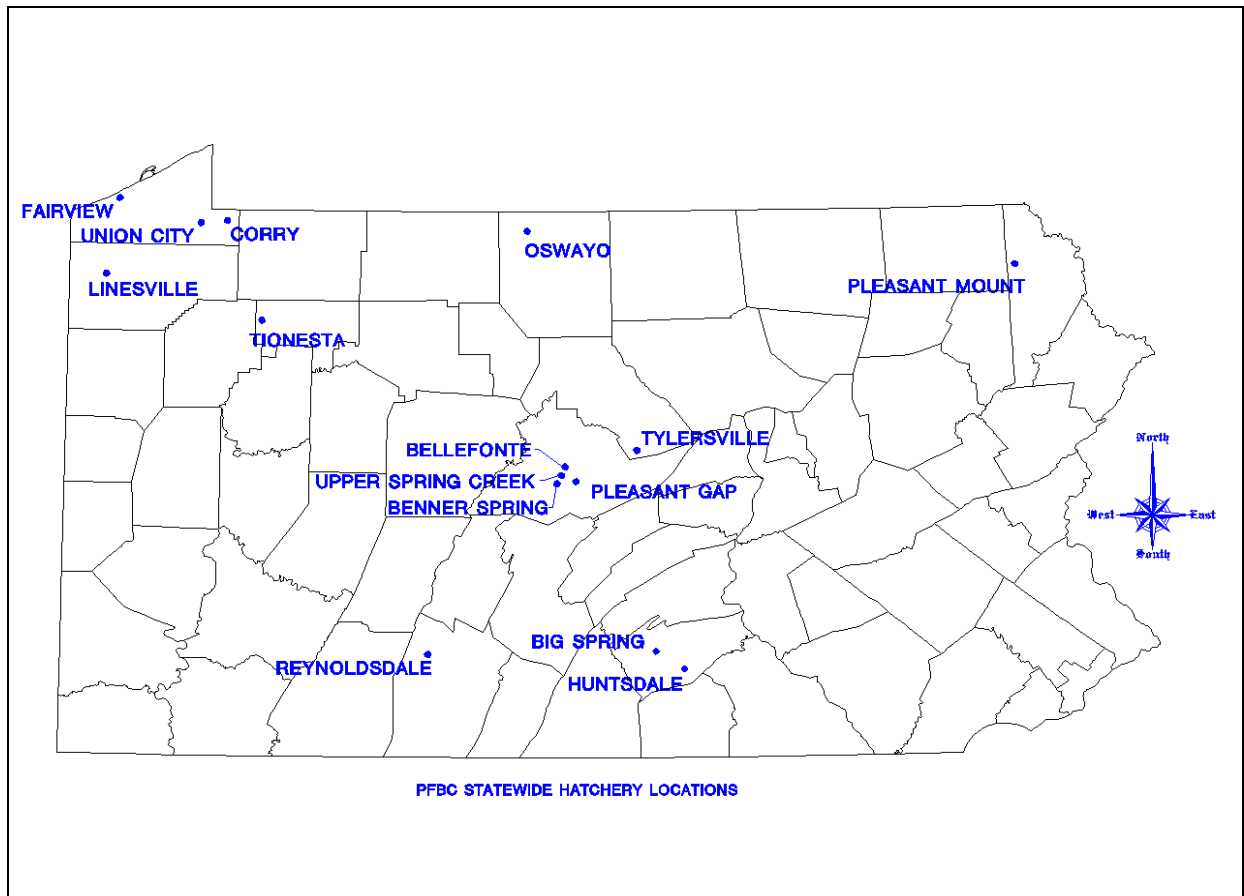 FAIRVIEW
UNION CITY
CORRY
OSWAYO
LINESVILLE
PLEASANT MOUNT
TIONESTA
BELLEFONTE
TYLERSVILLE
UPPER SPRING CREEK
PLEASANT GAP
BENNER SPRING
North
West
East
South
BIG SPRING
REYNOLDSDALE
HUNTSDALE
PFBC STATEWIDE HATCHERY LOCATIONS